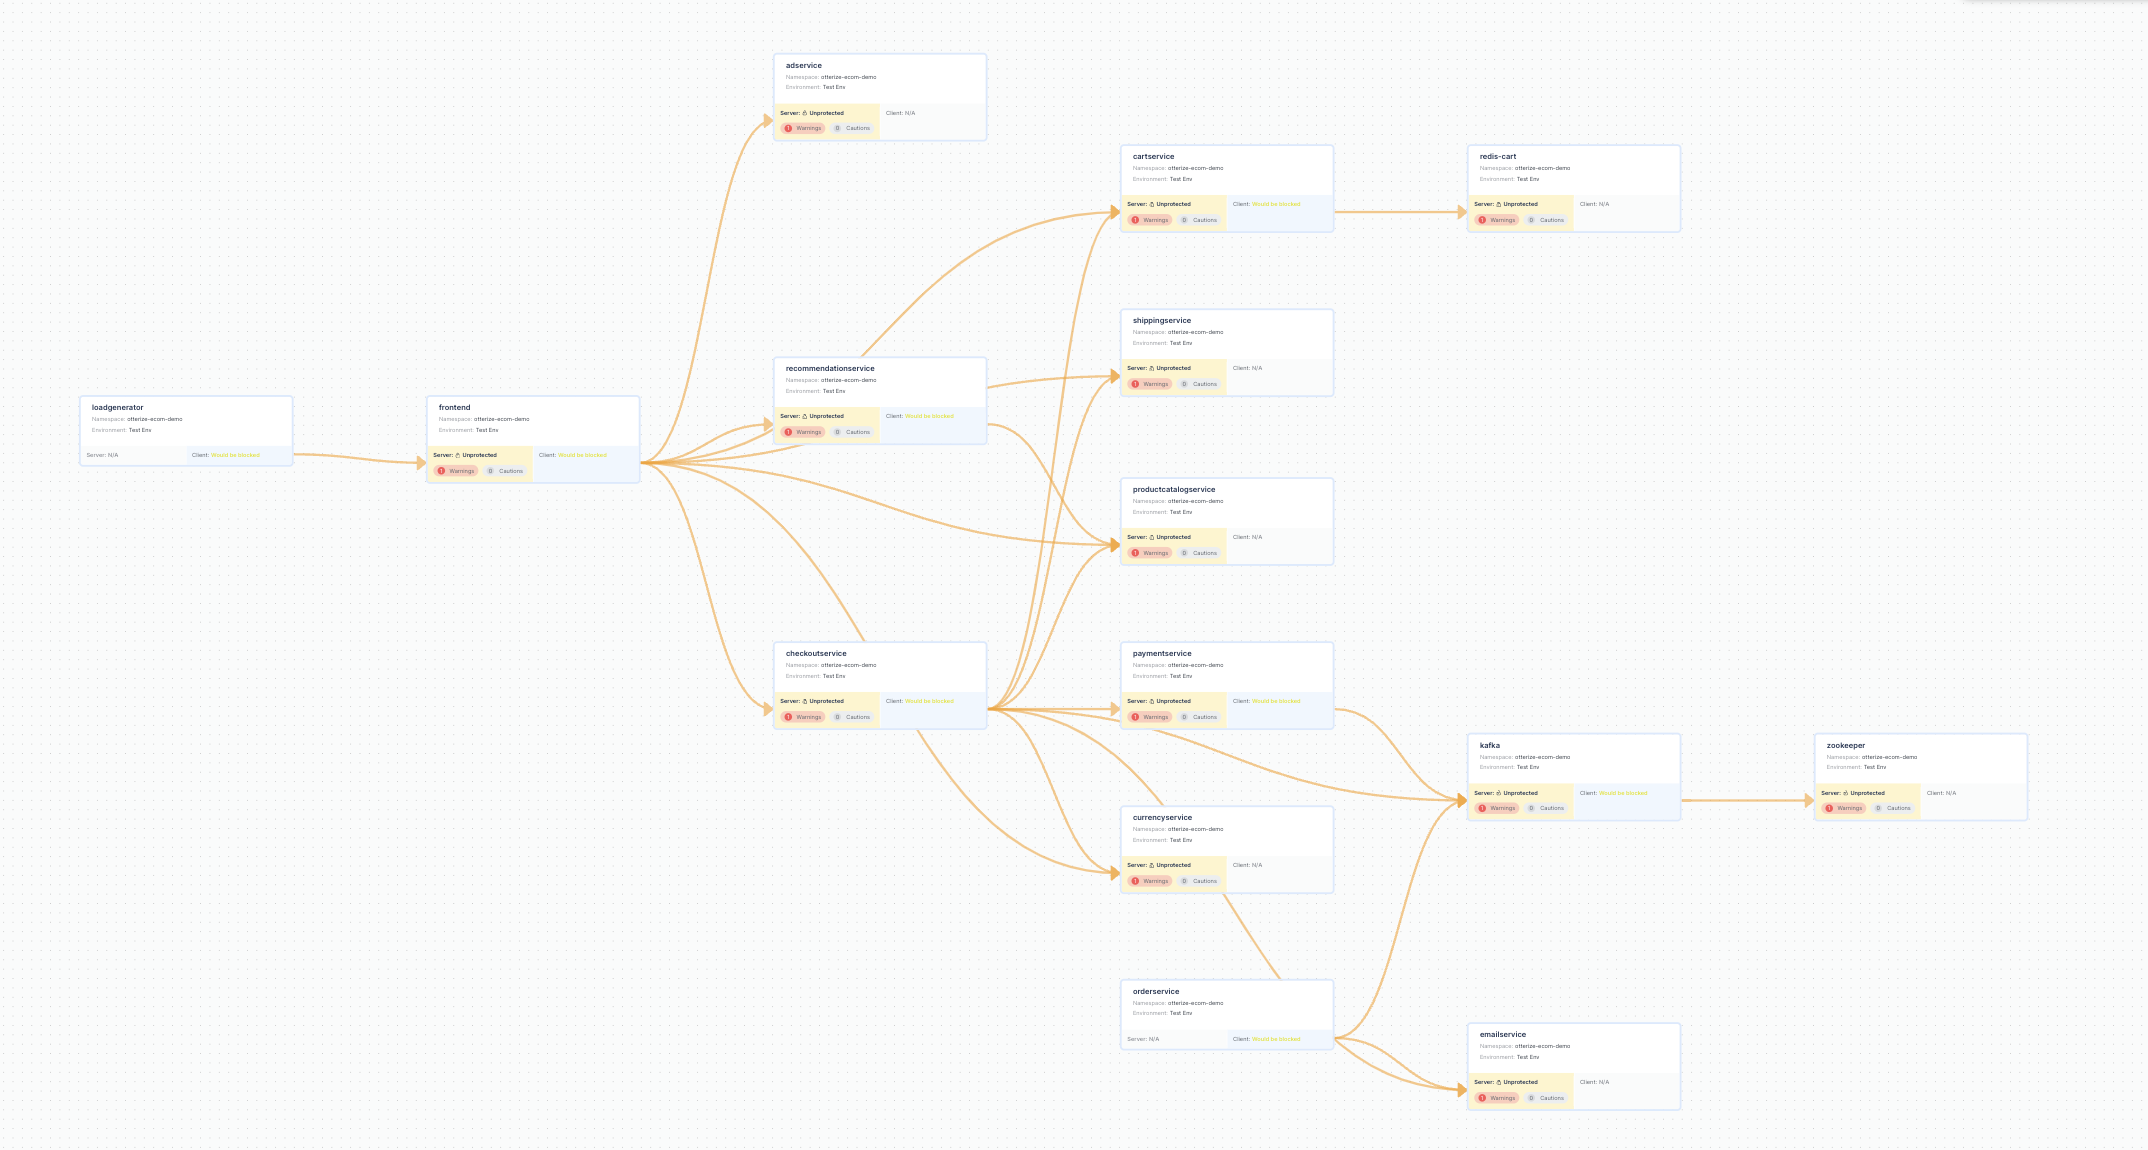 adservice
Namespace: otterize-ecom-demo
Environment: Test Env
Server: Unprotected
Client: N/A
1 Warnings 0 Cautions
cartservice
Namespace: otterize-ecom-demo
Environment: Test Env
Server: Unprotected
Client: Would be blocked
1 Warnings 0 Cautions
redis-cart
Namespace: otterize-ecom-demo
Environment: Test Env
Server: Unprotected
Client: N/A
1 Warnings 0 Cautions
shippingservice
Namespace: otterize-ecom-demo
Environment: Test Env
Server: Unprotected
Client: N/A
1 Warnings 0 Cautions
recommendationservice
Namespace: otterize-ecom-demo
Environment: Test Env
Server: Unprotected
Client: Would be blocked
1 Warnings 0 Cautions
loadgenerator
Namespace: otterize-ecom-demo
Environment: Test Env
Server: N/A
Client: Would be blocked
frontend
Namespace: otterize-ecom-demo
Environment: Test Env
Server: Unprotected
Client: Would be blocked
1 Warnings 0 Cautions
productcatalogservice
Namespace: otterize-ecom-demo
Environment: Test Env
Server: Unprotected
Client: N/A
1 Warnings 0 Cautions
checkoutservice
Namespace: otterize-ecom-demo
Environment: Test Env
Server: Unprotected
Client: Would be blocked
1 Warnings 0 Cautions
paymentservice
Namespace: otterize-ecom-demo
Environment: Test Env
Server: Unprotected
Client: Would be blocked
1 Warnings 0 Cautions
kafka
Namespace: otterize-ecom-demo
Environment: Test Env
Server: Unprotected
Client: Would be blocked
1 Warnings 0 Cautions
zookeeper
Namespace: otterize-ecom-demo
Environment: Test Env
Server: Unprotected
Client: N/A
1 Warnings 0 Cautions
currencyservice
Namespace: otterize-ecom-demo
Environment: Test Env
Server: Unprotected
Client: N/A
1 Warnings 0 Cautions
orderservice
Namespace: otterize-ecom-demo
Environment: Test Env
Server: N/A
Client: Would be blocked
emailservice
Namespace: otterize-ecom-demo
Environment: Test Env
Server: Unprotected
Client: N/A
1 Warnings 0 Cautions